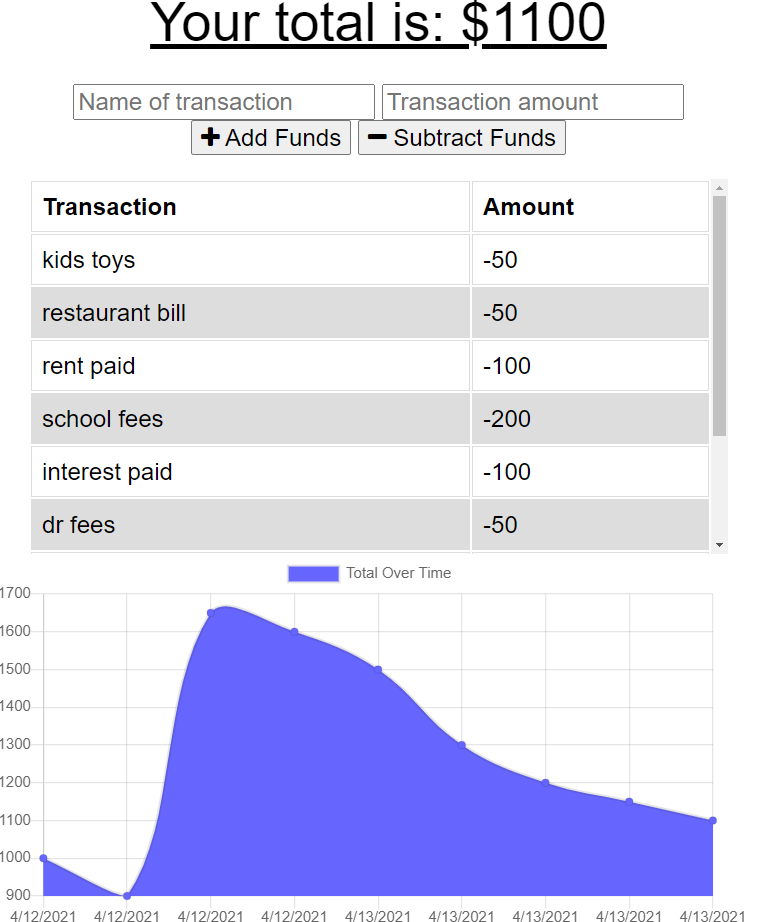 Your total is: $1100
Name of transaction Transaction amount
Add Funds Subtract Funds
Transaction Amount
kids toys -50
restaurant bill -50
rent paid -100
school fees -200
interest paid -100
dr fees -50
Total Over Time
1700
1600
1500
1400
1300
1200
1100
1000
900
4/12/2021 4/12/2021 4/12/2021 4/12/2021 4/13/2021 4/13/2021 4/13/2021 4/13/2021 4/13/2021